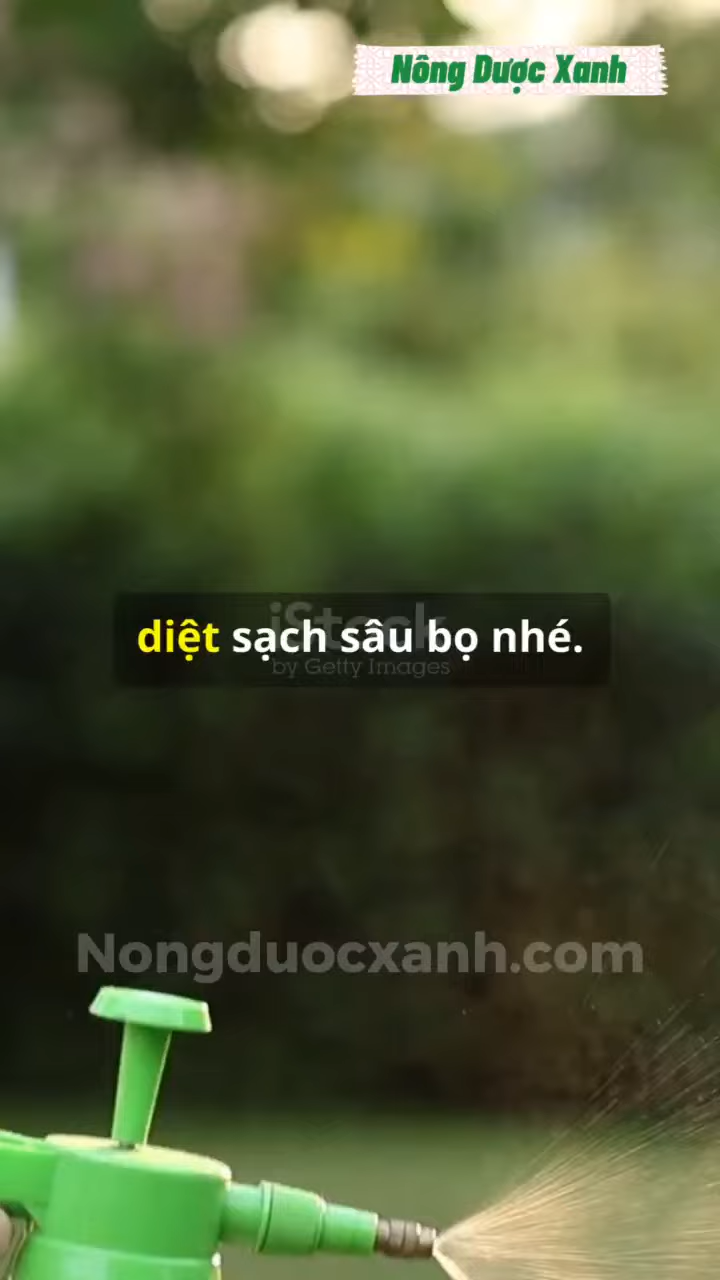 Nông Dược Xanh
iStock
diệt sạch sâu bọ nhé.
by Getty Images
Nongduocxanh.com